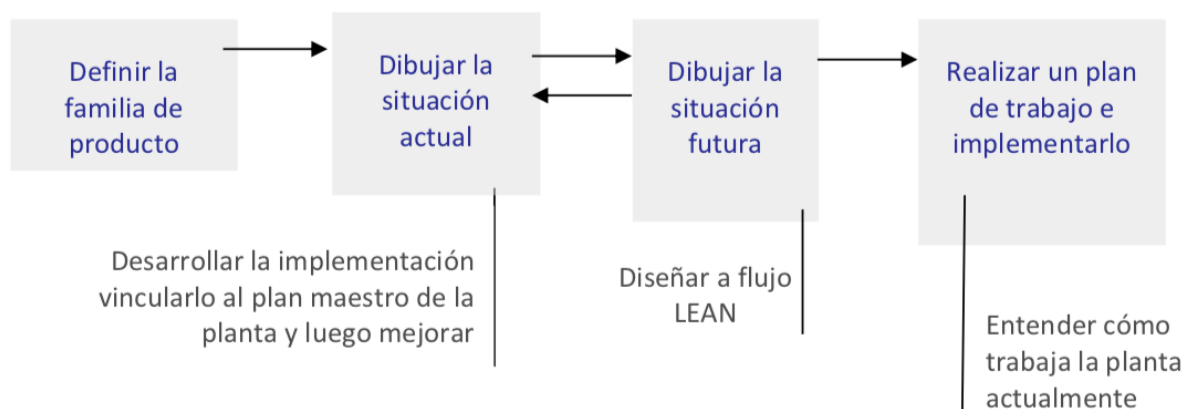 Definir la
familia de
producto
Dibujar la
situación
actual
Dibujar la
situación
futura
Realizar un plan
de trabajo e
implementarlo
Desarrollar la implementación
vincularlo al plan maestro de la
planta y luego mejorar
Diseñar a flujo
LEAN
Entender cómo
trabaja la planta
actualmente